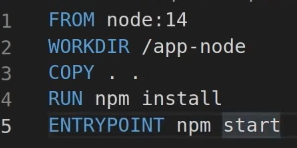 1 FROM node:14
2 WORKDIR /app-node
3 COPY . .
4 RUN npm install
5 ENTRYPOINT npm start